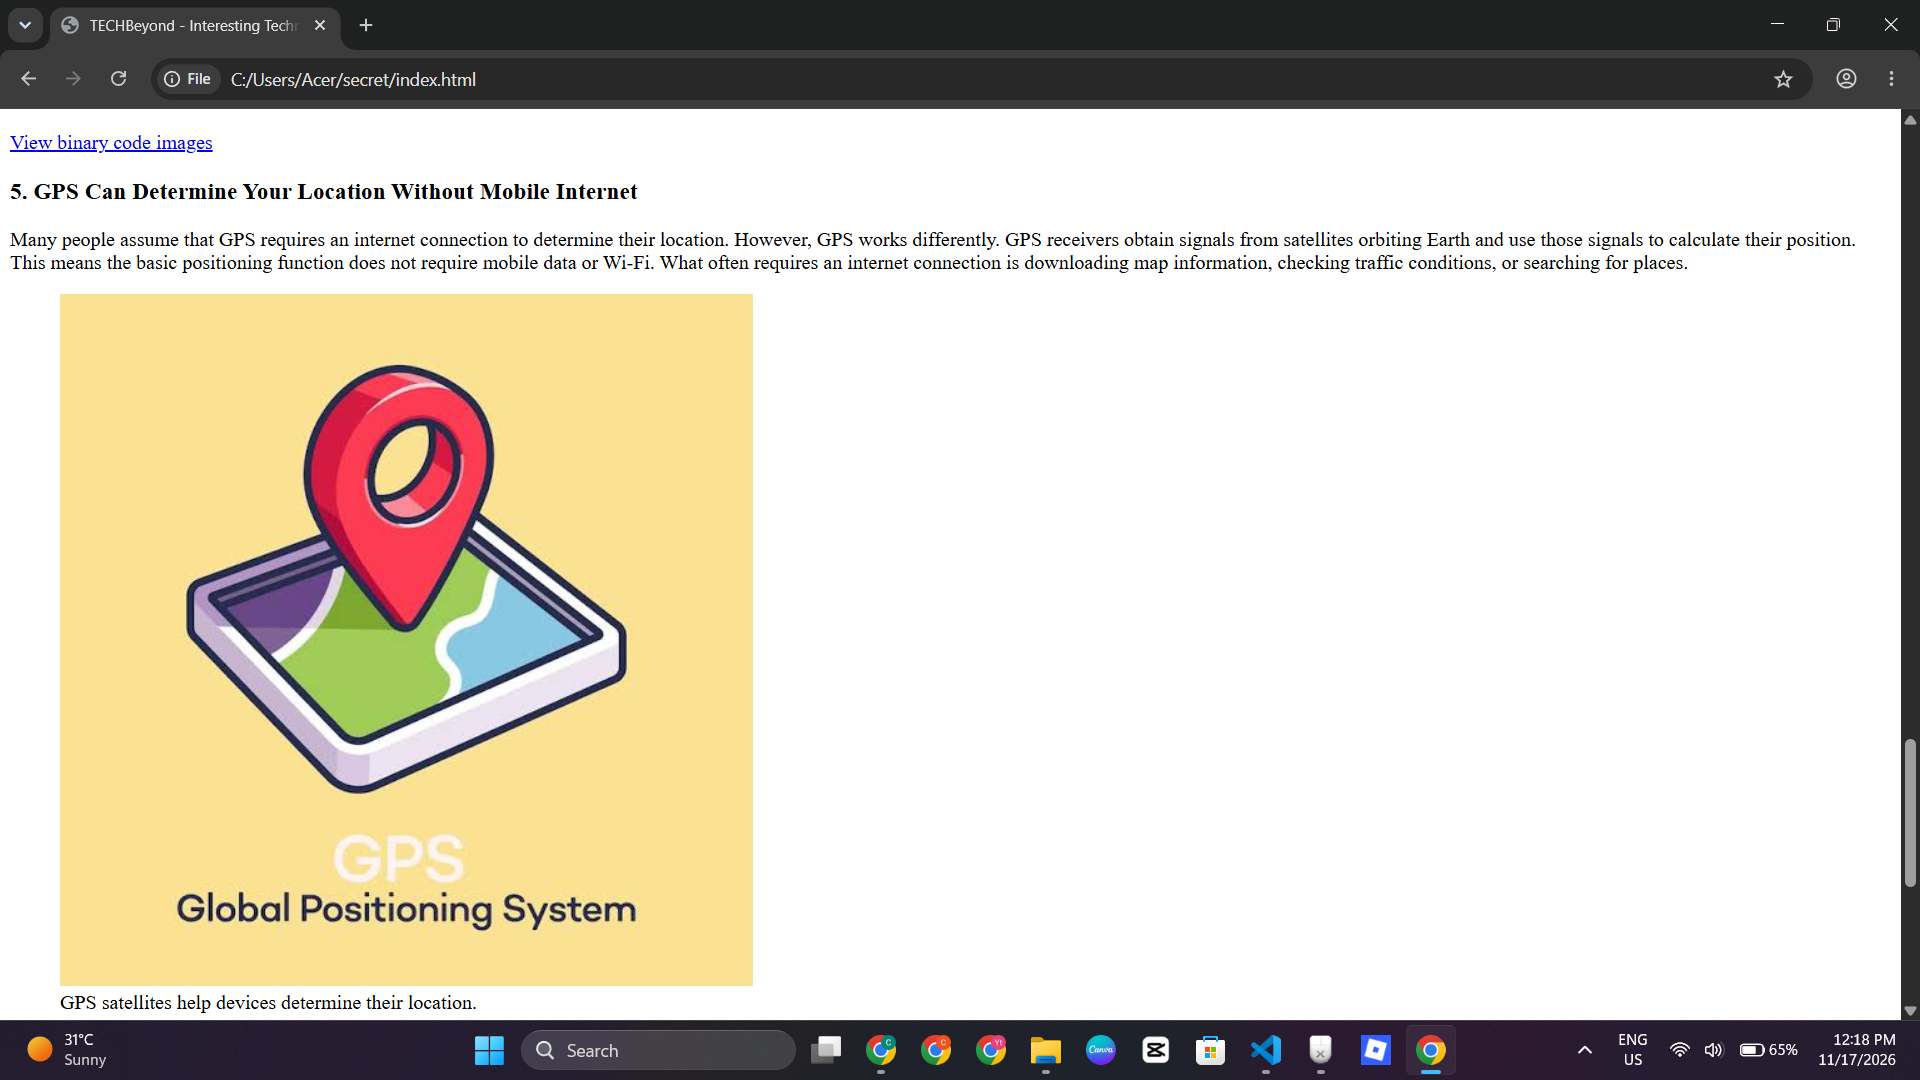 TECHBeyond - Interesting Techn
File
C:/Users/Acer/secret/index.html
View binary code images
5. GPS Can Determine Your Location Without Mobile Internet
Many people assume that GPS requires an internet connection to determine their location. However, GPS works differently. GPS receivers obtain signals from satellites orbiting Earth and use those signals to calculate their position.
This means the basic positioning function does not require mobile data or Wi-Fi. What often requires an internet connection is downloading map information, checking traffic conditions, or searching for places.
GPS
Global Positioning System
GPS satellites help devices determine their location.
31°C
Sunny
Search
C
C
Yt
Canva
ENG
US
65%
12:18 PM
11/17/2026